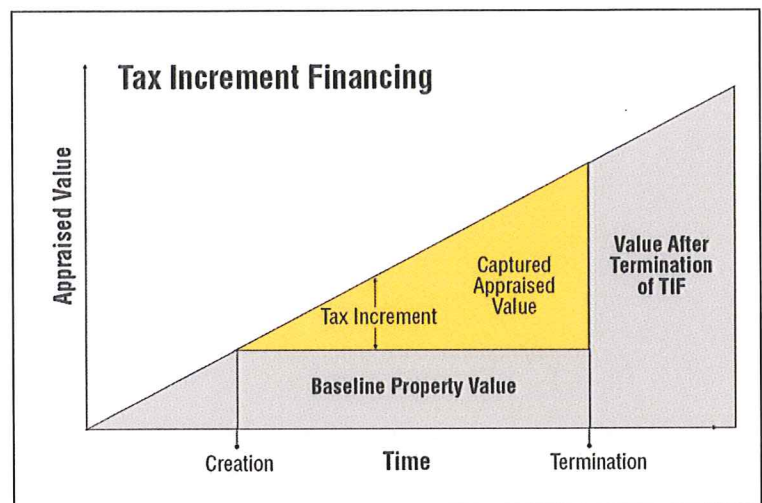 Tax Increment Financing
Appraised Value
Captured
Appraised
Value
Tax Increment
Value After
Termination
of TIF
Baseline Property Value
Creation
Time
Termination